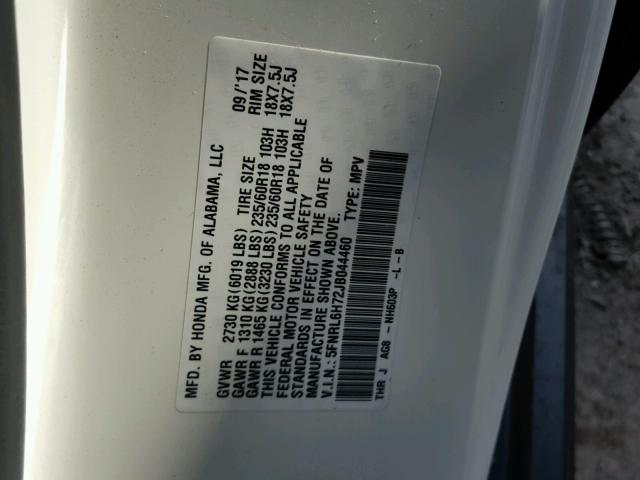 MFD. BY HONDA MFG. OF ALABAMA, LLC 09/'17
GVWR 2730 KG(6019 LBS) TIRE SIZE RIM SIZE
GAWR F 1310 KG(2888 LBS) 235/60R18 103H 18X7.5J
GAWR R 1465 KG(3230 LBS) 235/60R18 103H 18X7.5J
THIS VEHICLE CONFORMS TO ALL APPLICABLE
FEDERAL MOTOR VEHICLE SAFETY
STANDARDS IN EFFECT ON THE DATE OF
MANUFACTURE SHOWN ABOVE.
V.I.N.: 5FNRL6H72JB044460 TYPE: MPV
THR J AG8 - NH603P -L -B